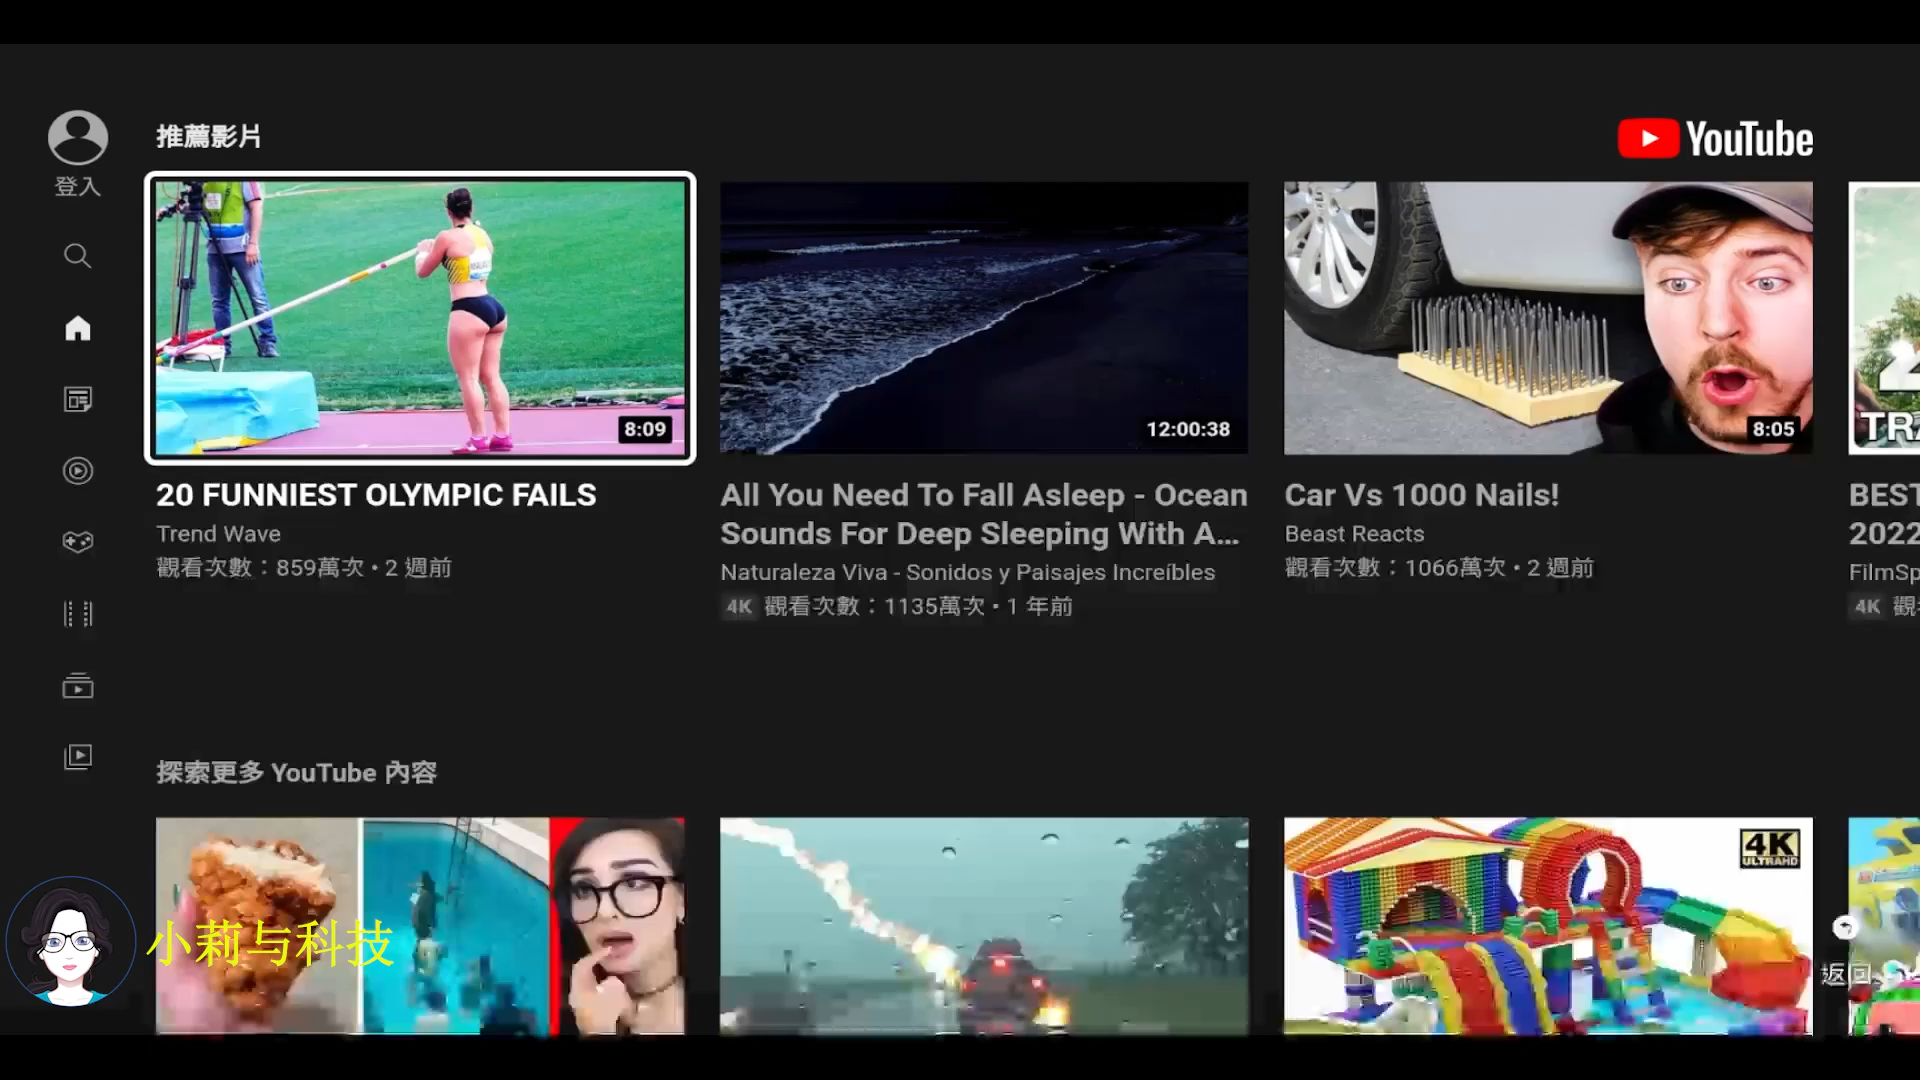 推薦影片
YouTube
登入
8:09
12:00:38
8:05
TRA
20 FUNNIEST OLYMPIC FAILS
Trend Wave
觀看次數：859萬次 • 2 週前
All You Need To Fall Asleep - Ocean
Sounds For Deep Sleeping With A...
Naturaleza Viva - Sonidos y Paisajes Increíbles
4K 觀看次數：1135萬次 • 1 年前
Car Vs 1000 Nails!
Beast Reacts
觀看次數：1066萬次 • 2 週前
BEST
2022
FilmSp
4K 觀
探索更多 YouTube 內容
4K
ULTRAHD
小莉与科技
返回